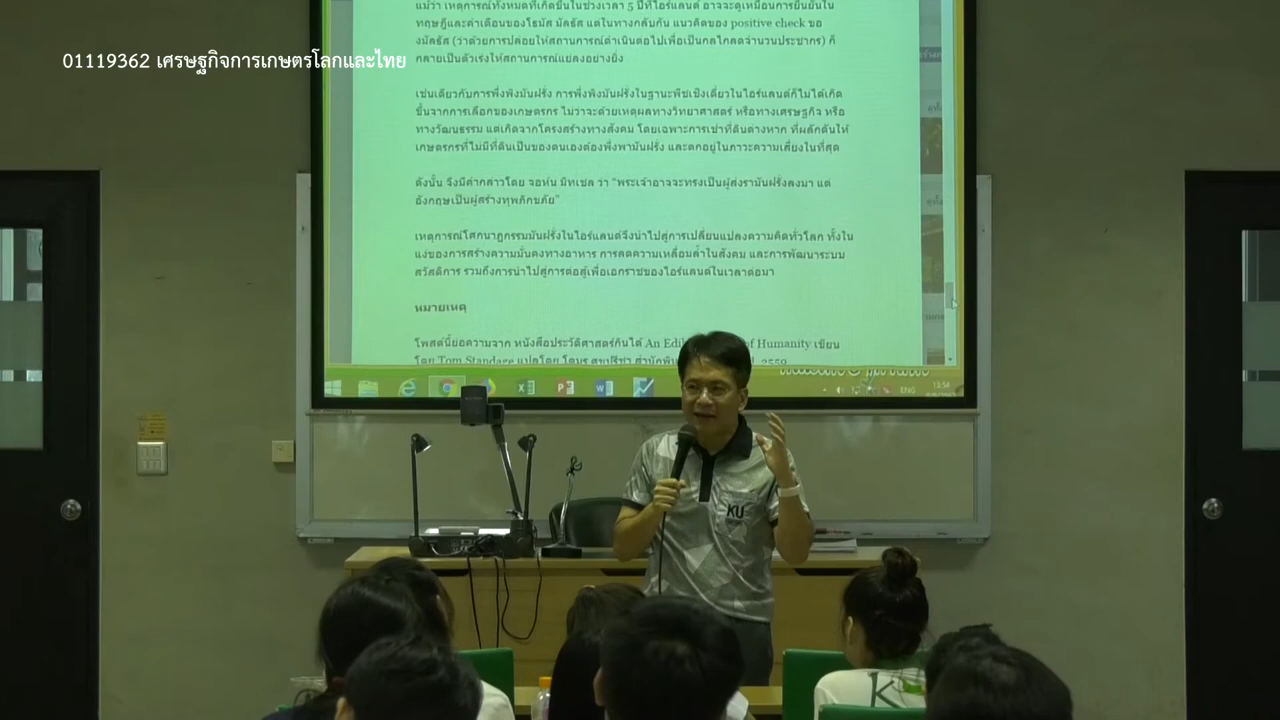 01119362 เศรษฐกิจการเกษตรโลกและไทย
แม้ว่า เหตุการณ์ทั้งหมดที่เกิดขึ้นในช่วงเวลา 5 ปีที่ไอร์แลนด์ อาจจะดูเหมือนการยืนยันใน
ทฤษฎีและคำเตือนของโธมัส มัลธัส แต่ในทางกลับกัน แนวคิดของ positive check ขอ
งมัลธัส (ว่าด้วยการปล่อยให้สถานการณ์ดำเนินต่อไปเพื่อเป็นกลไกลดจำนวนประชากร) ก็
กลายเป็นตัวเร่งให้สถานการณ์แย่ลงอย่างยิ่ง
เช่นเดียวกับการพึ่งพิงมันฝรั่ง การพึ่งพิงมันฝรั่งในฐานะพืชเชิงเดี่ยวในไอร์แลนด์ก็ไม่ได้เกิด
ขึ้นจากการเลือกของเกษตรกร ไม่ว่าจะด้วยเหตุผลทางวิทยาศาสตร์ หรือทางเศรษฐกิจ หรือ
ทางวัฒนธรรม แต่เกิดจากโครงสร้างทางสังคม โดยเฉพาะการเช่าที่ดินต่างหาก ที่ผลักดันให้
เกษตรกรที่ไม่มีที่ดินเป็นของตนเองต้องพึ่งพามันฝรั่ง และตกอยู่ในภาวะความเสี่ยงในที่สุด
ดังนั้น จึงมีคำกล่าวโดย จอห์น มิทเชล ว่า “พระเจ้าอาจจะทรงเป็นผู้ส่งรามันฝรั่งลงมา แต่
อังกฤษเป็นผู้สร้างทุพภิกขภัย”
เหตุการณ์โศกนาฏกรรมมันฝรั่งในไอร์แลนด์จึงนำไปสู่การเปลี่ยนแปลงความคิดทั่วโลก ทั้งใน
แง่ของการสร้างความมั่นคงทางอาหาร การลดความเหลื่อมล้ำในสังคม และการพัฒนาระบบ
สวัสดิการ รวมถึงการนำไปสู่การต่อสู้เพื่อเอกราชของไอร์แลนด์ในเวลาต่อมา
หมายเหตุ
โพสต์นี้ย่อความจาก หนังสือประวัติศาสตร์กินได้ An Edi of Humanity เขียน
โดย Tom Standage แปลโดย โตมร ศุขปรีชา 2559
ENG 13:54
KU
K